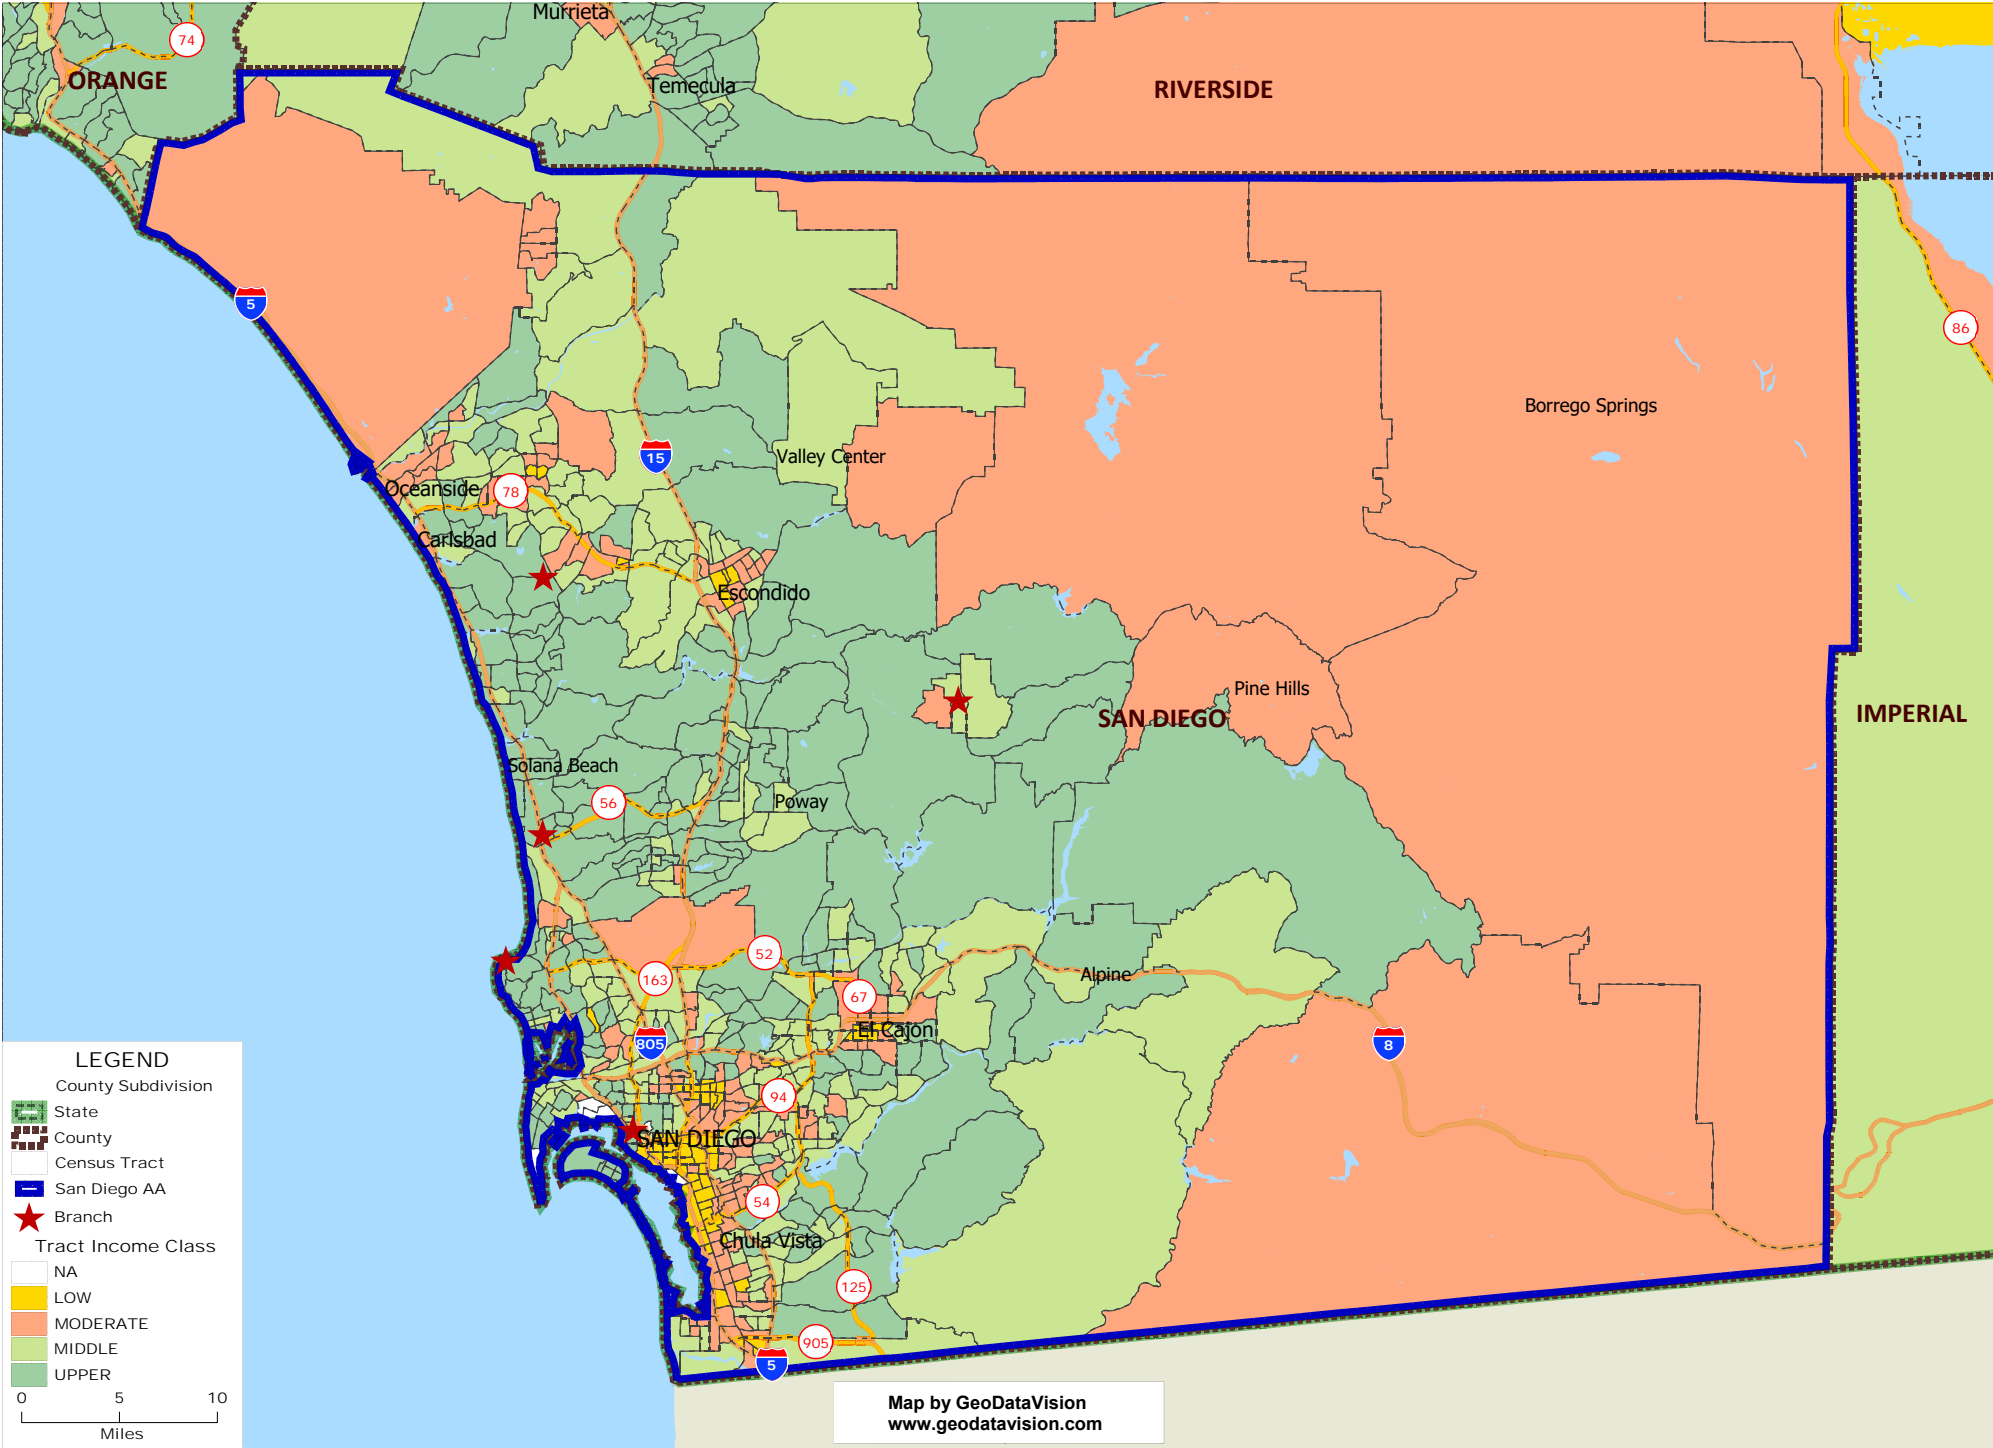 Murrieta
74
ORANGE
Temecula
RIVERSIDE
5
86
Borrego Springs
15
Valley Center
Oceanside
78
Carlsbad
Escondido
Pine Hills
SAN DIEGO
IMPERIAL
Solana Beach
56
Poway
52
163
Alpine
67
El Cajon
805
8
94
SAN DIEGO
54
Chula Vista
125
905
5
LEGEND
County Subdivision
State
County
Census Tract
San Diego AA
Branch
Tract Income Class
NA
LOW
MODERATE
MIDDLE
UPPER
0 5 10
Miles
Map by GeoDataVision
www.geodatavision.com